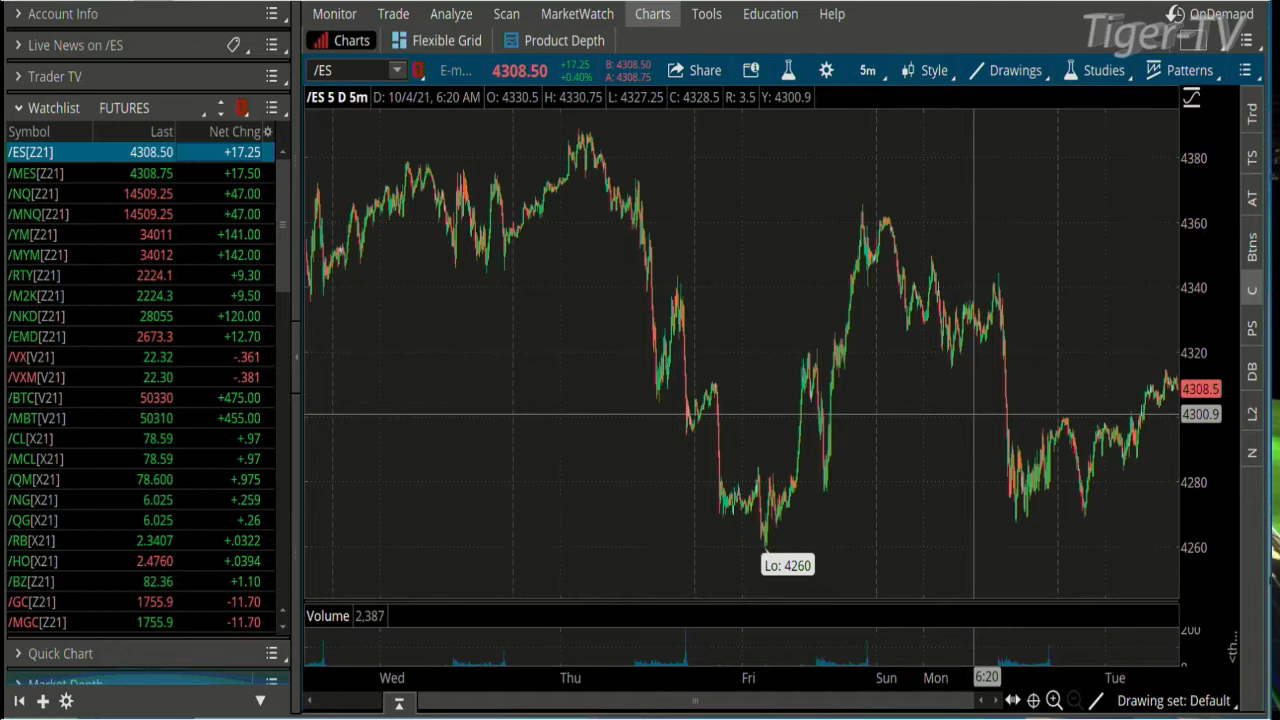 Account Info
Live News on /ES
Trader TV
Watchlist FUTURES
Symbol Last Net Chng
/ES[Z21] 4308.50 +17.25
/MES[Z21] 4308.75 +17.50
/NQ[Z21] 14509.25 +47.00
/MNQ[Z21] 14509.25 +47.00
/YM[Z21] 34011 +141.00
/MYM[Z21] 34012 +142.00
/RTY[Z21] 2224.1 +9.30
/M2K[Z21] 2224.3 +9.50
/NKD[Z21] 28055 +120.00
/EMD[Z21] 2673.3 +12.70
/VX[V21] 22.32 -.361
/VXM[V21] 22.30 -.381
/BTC[V21] 50330 +475.00
/MBT[V21] 50310 +455.00
/CL[X21] 78.59 +.97
/MCL[X21] 78.59 +.97
/QM[X21] 78.600 +.975
/NG[X21] 6.025 +.259
/QG[X21] 6.025 +.26
/RB[X21] 2.3407 +.0322
/HO[X21] 2.4760 +.0394
/BZ[Z21] 82.36 +1.10
/GC[Z21] 1755.9 -11.70
/MGC[Z21] 1755.9 -11.70
Quick Chart
Market Depth
Monitor Trade Analyze Scan MarketWatch Charts Tools Education Help
OnDemand
Tiger-TV
Charts Flexible Grid Product Depth
/ES E-m... 4308.50 +17.25 B: 4308.50
+0.40% A: 4308.75
Share 5m Style Drawings Studies Patterns
/ES 5 D 5m D: 10/4/21, 6:20 AM O: 4330.5 H: 4330.75 L: 4327.25 C: 4328.5 R: 3.5 Y: 4300.9
4380
4360
4340
4320
4308.5
4300.9
4280
4260
Lo: 4260
Trd
TS
AT
Btns
C
PS
DB
L2
N
Volume 2,387
200
0
<th...
Wed Thu Fri Sun Mon 6:20 Tue
Drawing set: Default